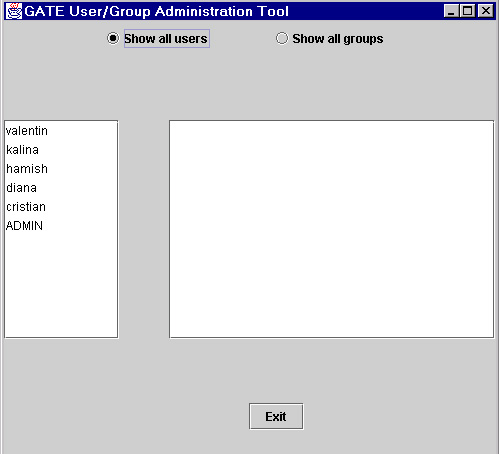 GATE User/Group Administration Tool
Show all users Show all groups
valentin
kalina
hamish
diana
cristian
ADMIN
Exit